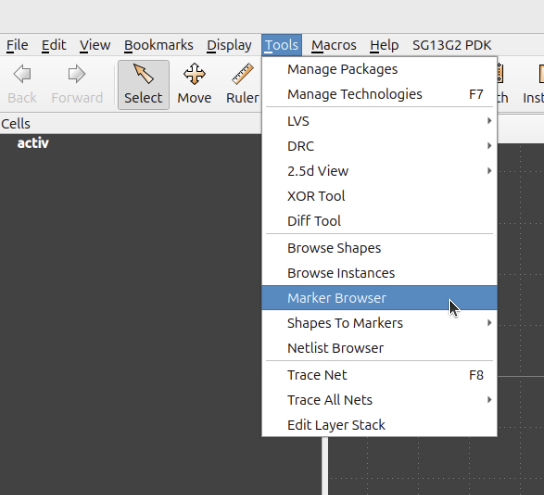 File Edit View Bookmarks Display Tools Macros Help SG13G2 PDK
Back Forward Select Move Ruler
Cells
activ
Manage Packages
Manage Technologies F7
LVS
DRC
2.5d View
XOR Tool
Diff Tool
Browse Shapes
Browse Instances
Marker Browser
Shapes To Markers
Netlist Browser
Trace Net F8
Trace All Nets
Edit Layer Stack